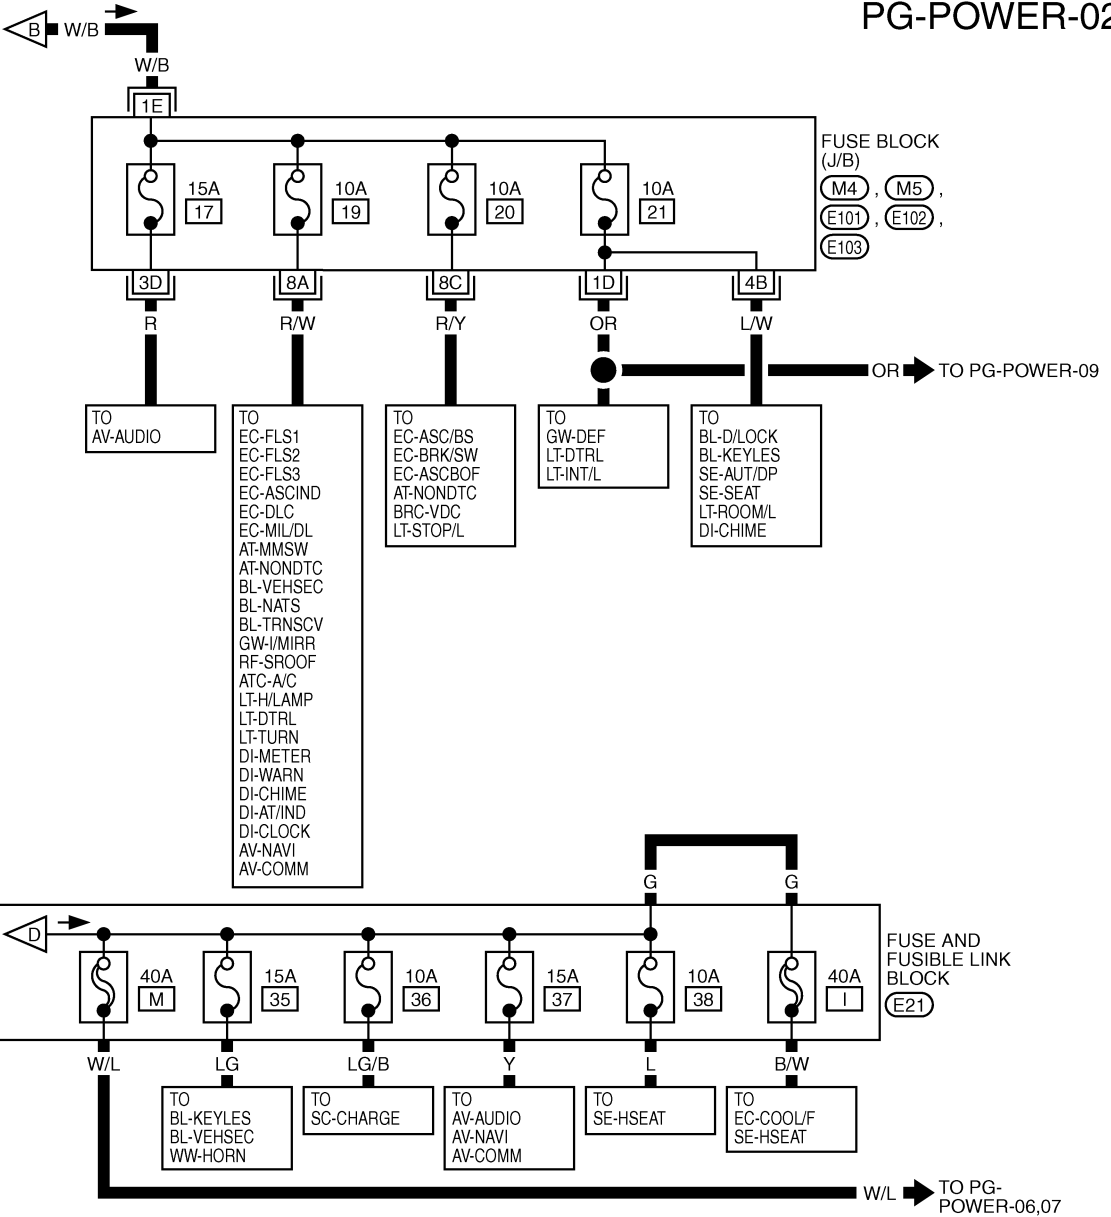 PG-POWER-02
B W/B
W/B
1E
FUSE BLOCK
(J/B)
M4 , M5 ,
E101 , E102 ,
E103
15A
17
10A
19
10A
20
10A
21
3D
8A
8C
1D
4B
R
R/W
R/Y
OR
L/W
OR TO PG-POWER-09
TO
AV-AUDIO
TO
EC-FLS1
EC-FLS2
EC-FLS3
EC-ASCIND
EC-DLC
EC-MIL/DL
AT-MMSW
AT-NONDTC
BL-VEHSEC
BL-NATS
BL-TRNSCV
GW-I/MIRR
RF-SROOF
ATC-A/C
LT-H/LAMP
LT-DTRL
LT-TURN
DI-METER
DI-WARN
DI-CHIME
DI-AT/IND
DI-CLOCK
AV-NAVI
AV-COMM
TO
EC-ASC/BS
EC-BRK/SW
EC-ASCBOF
AT-NONDTC
BRC-VDC
LT-STOP/L
TO
GW-DEF
LT-DTRL
LT-INT/L
TO
BL-D/LOCK
BL-KEYLES
SE-AUT/DP
SE-SEAT
LT-ROOM/L
DI-CHIME
G
G
D
FUSE AND
FUSIBLE LINK
BLOCK
E21
40A
M
15A
35
10A
36
15A
37
10A
38
40A
I
W/L
LG
LG/B
Y
L
B/W
TO
BL-KEYLES
BL-VEHSEC
WW-HORN
TO
SC-CHARGE
TO
AV-AUDIO
AV-NAVI
AV-COMM
TO
SE-HSEAT
TO
EC-COOL/F
SE-HSEAT
W/L TO PG-
POWER-06,07